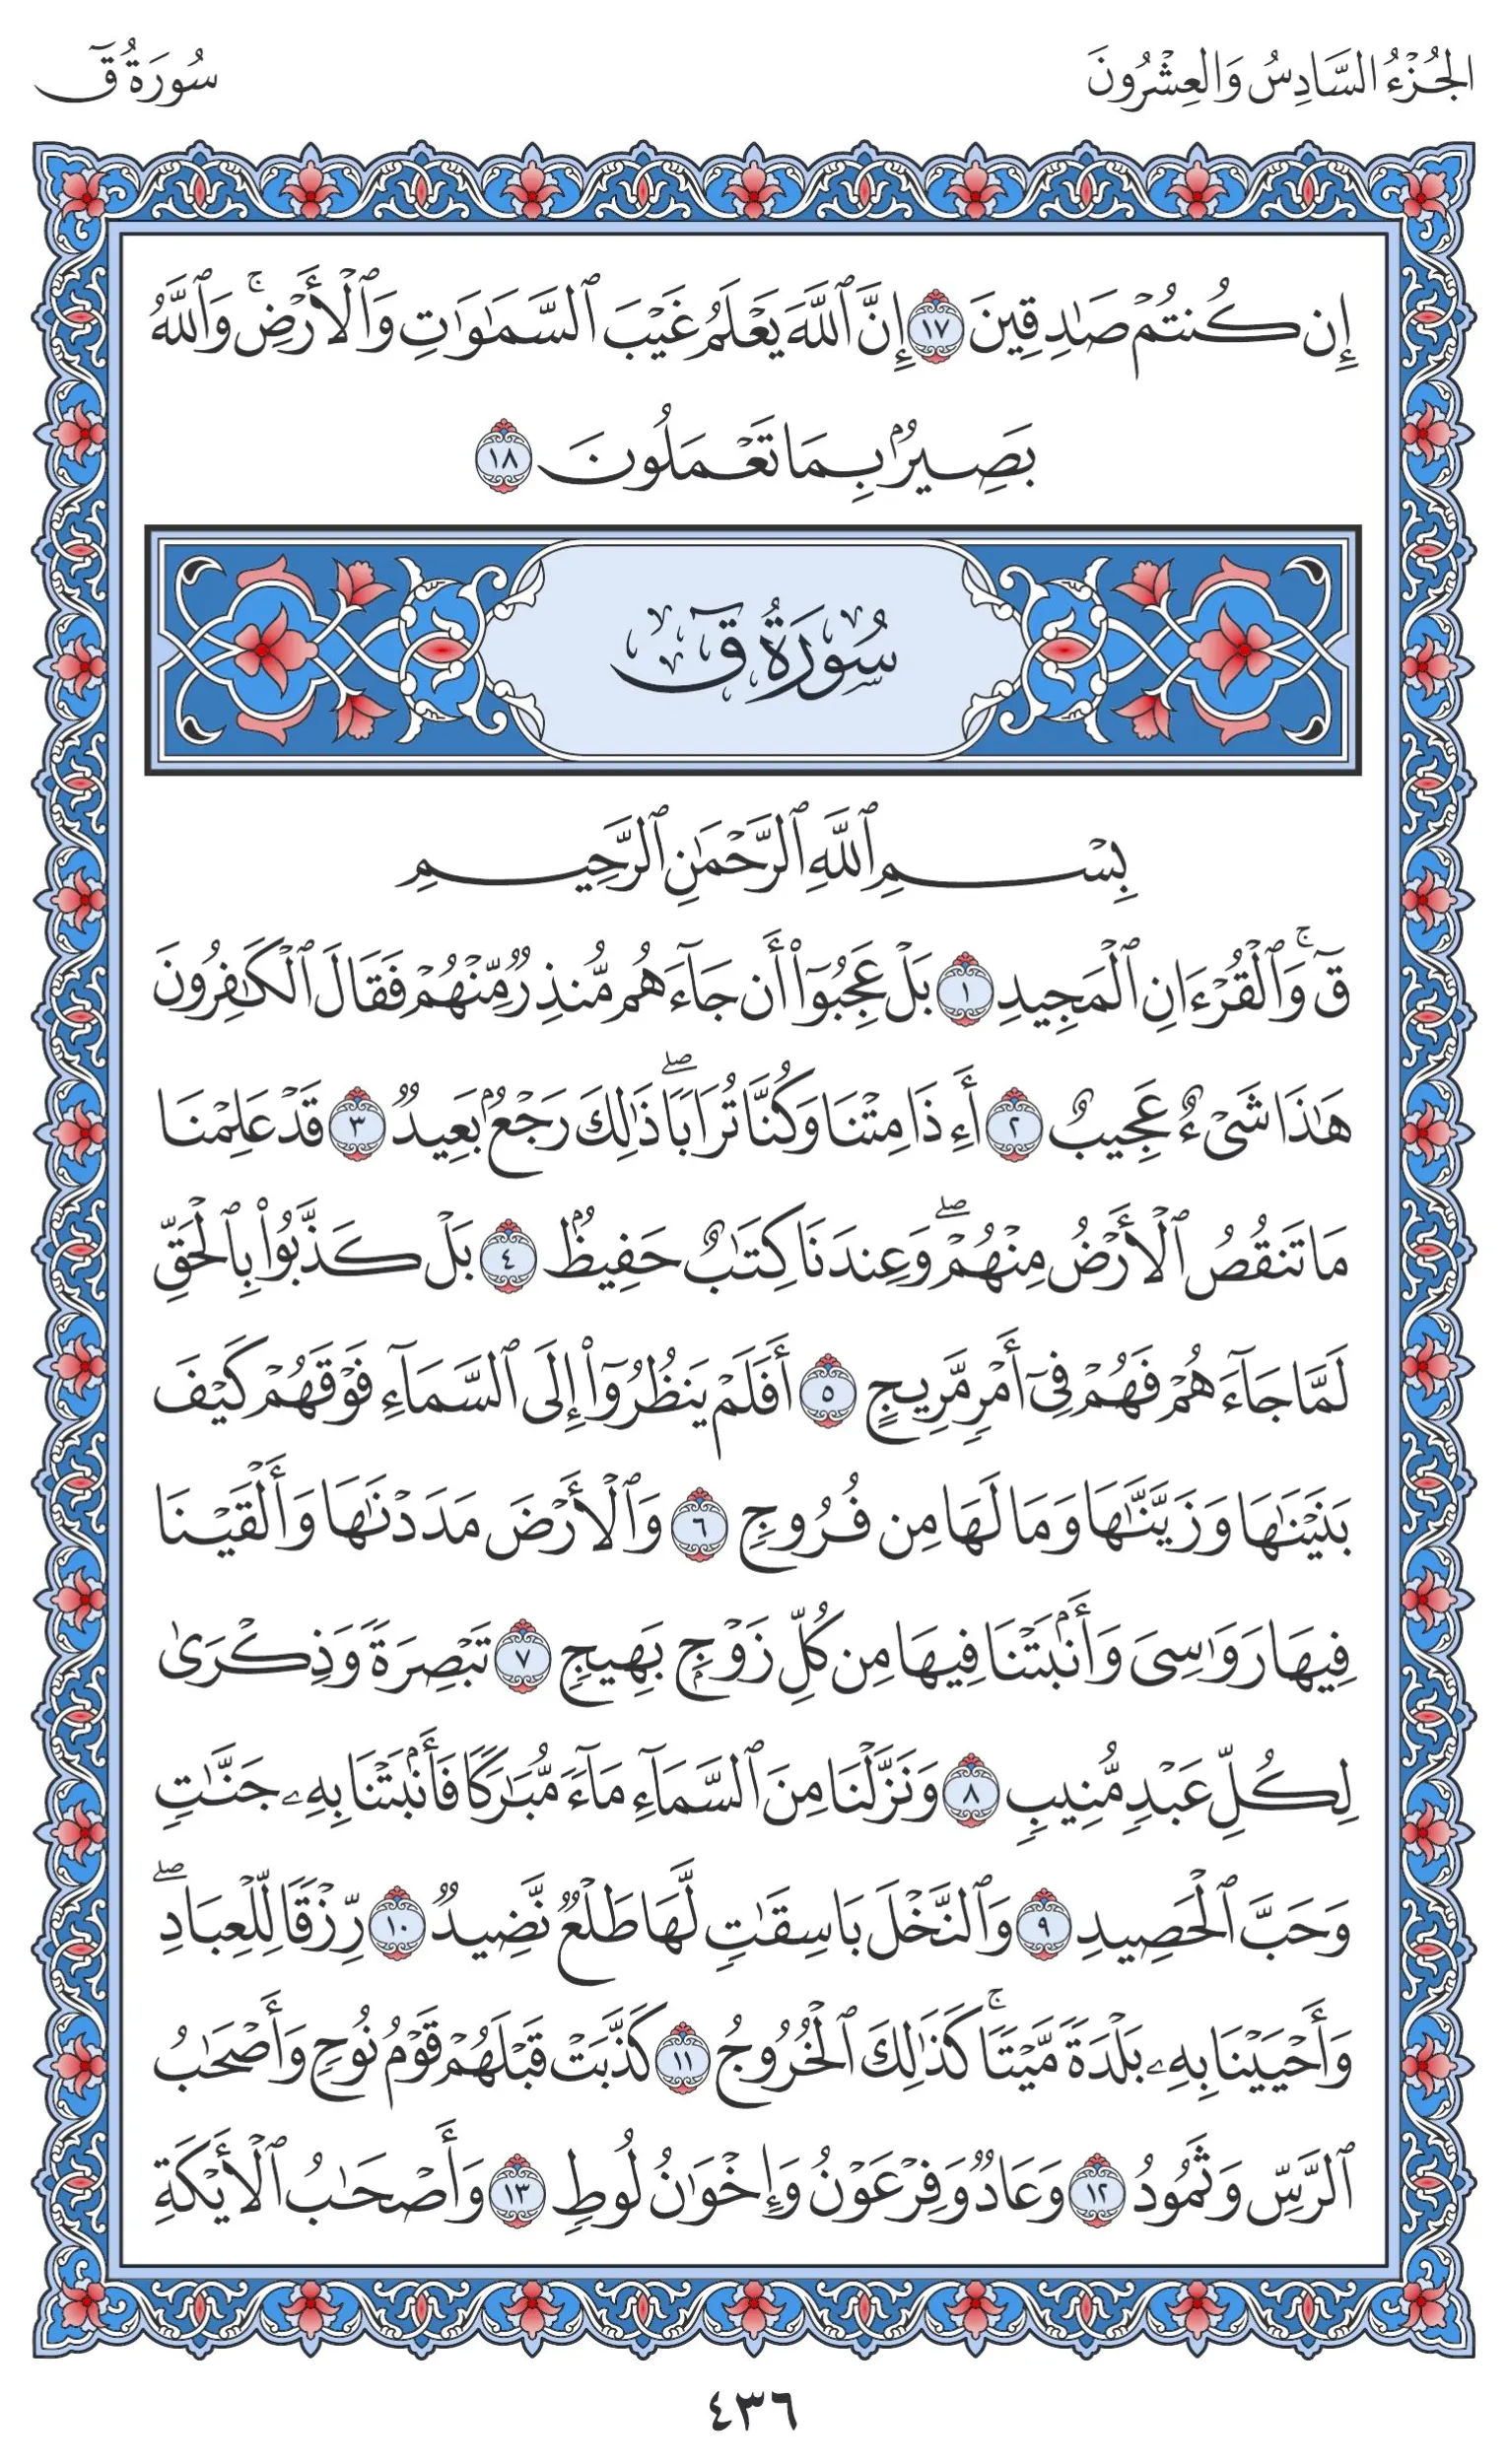 الجُزْءُ السَّادِسُ وَالعِشْرُونَ
سُورَةُ قٓ
إِن كُنتُمْ صَٰدِقِينَ ١٧ إِنَّ ٱللَّهَ يَعْلَمُ غَيْبَ ٱلسَّمَٰوَٰتِ وَٱلْأَرْضِۚ وَٱللَّهُ
بَصِيرُۢ بِمَا تَعْمَلُونَ ١٨
سُورَةُ قٓ
بِسْمِ ٱللَّهِ ٱلرَّحْمَٰنِ ٱلرَّحِيمِ
قٓۚ وَٱلْقُرْءَانِ ٱلْمَجِيدِ ١ بَلْ عَجِبُوٓا۟ أَن جَآءَهُم مُّنذِرٌ مِّنْهُمْ فَقَالَ ٱلْكَٰفِرُونَ
هَٰذَا شَىْءٌ عَجِيبٌ ٢ أَءِذَا مِتْنَا وَكُنَّا تُرَابًاۖ ذَٰلِكَ رَجْعُۢ بَعِيدٌ ٣ قَدْ عَلِمْنَا
مَا تَنقُصُ ٱلْأَرْضُ مِنْهُمْۖ وَعِندَنَا كِتَٰبٌ حَفِيظُۢ ٤ بَلْ كَذَّبُوا۟ بِٱلْحَقِّ
لَمَّا جَآءَهُمْ فَهُمْ فِىٓ أَمْرٍ مَّرِيجٍ ٥ أَفَلَمْ يَنظُرُوٓا۟ إِلَى ٱلسَّمَآءِ فَوْقَهُمْ كَيْفَ
بَنَيْنَٰهَا وَزَيَّنَّٰهَا وَمَا لَهَا مِن فُرُوجٍ ٦ وَٱلْأَرْضَ مَدَدْنَٰهَا وَأَلْقَيْنَا
فِيهَا رَوَٰسِىَ وَأَنۢبَتْنَا فِيهَا مِن كُلِّ زَوْجِۭ بَهِيجٍ ٧ تَبْصِرَةً وَذِكْرَىٰ
لِكُلِّ عَبْدٍ مُّنِيبٍ ٨ وَنَزَّلْنَا مِنَ ٱلسَّمَآءِ مَآءً مُّبَٰرَكًا فَأَنۢبَتْنَا بِهِۦ جَنَّٰتٍ
وَحَبَّ ٱلْحَصِيدِ ٩ وَٱلنَّخْلَ بَاسِقَٰتٍ لَّهَا طَلْعٌ نَّضِيدٌ ١٠ رِّزْقًا لِّلْعِبَادِۖ
وَأَحْيَيْنَا بِهِۦ بَلْدَةً مَّيْتًاۚ كَذَٰلِكَ ٱلْخُرُوجُ ١١ كَذَّبَتْ قَبْلَهُمْ قَوْمُ نُوحٍ وَأَصْحَٰبُ
ٱلرَّسِّ وَثَمُودُ ١٢ وَعَادٌ وَفِرْعَوْنُ وَإِخْوَٰنُ لُوطٍ ١٣ وَأَصْحَٰبُ ٱلْأَيْكَةِ
٤٣٦